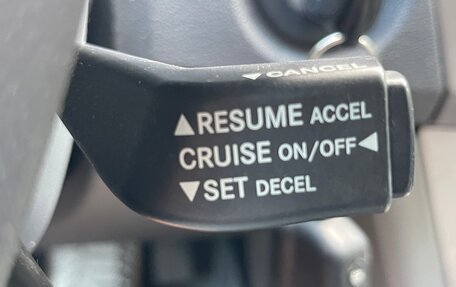 ▼CANCEL
▲RESUME ACCEL
CRUISE ON/OFF◀
▼SET DECEL